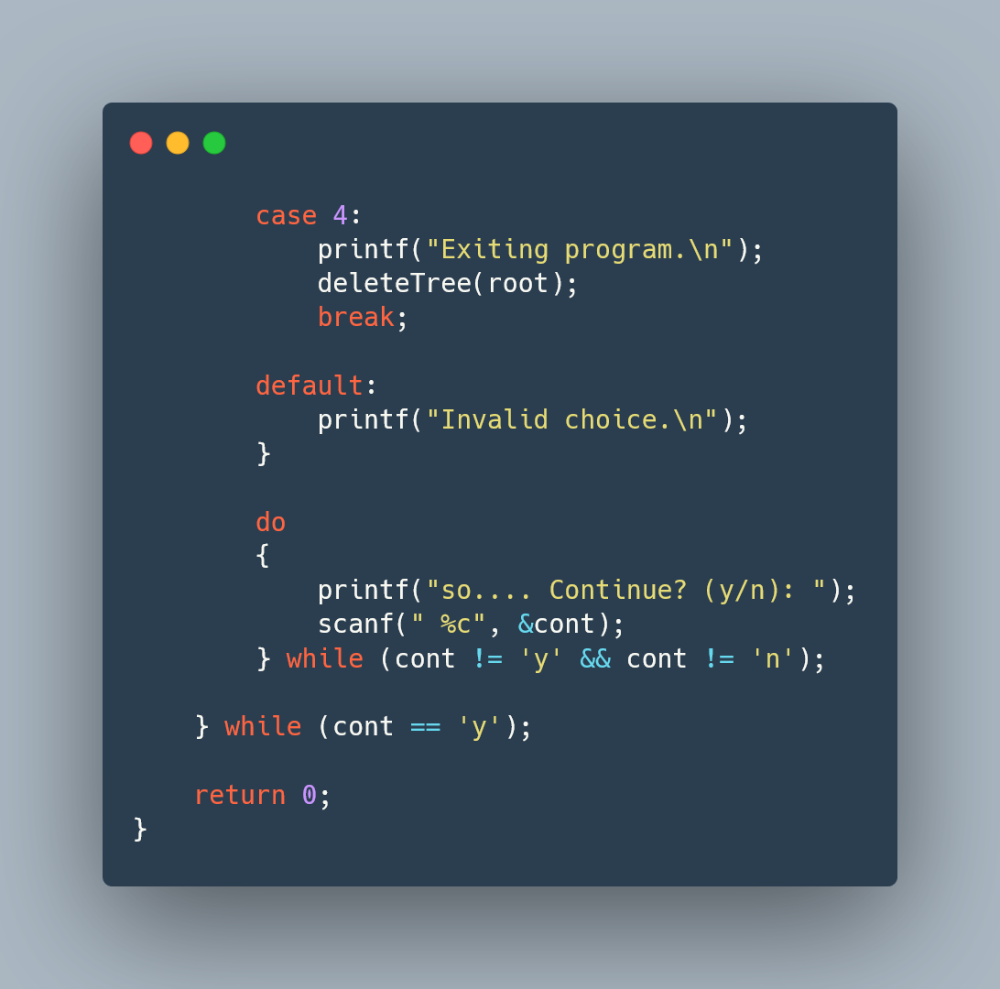 case 4:
            printf("Exiting program.\n");
            deleteTree(root);
            break;

        default:
            printf("Invalid choice.\n");
        }

        do
        {
            printf("so.... Continue? (y/n): ");
            scanf(" %c", &cont);
        } while (cont != 'y' && cont != 'n');

    } while (cont == 'y');

    return 0;
}